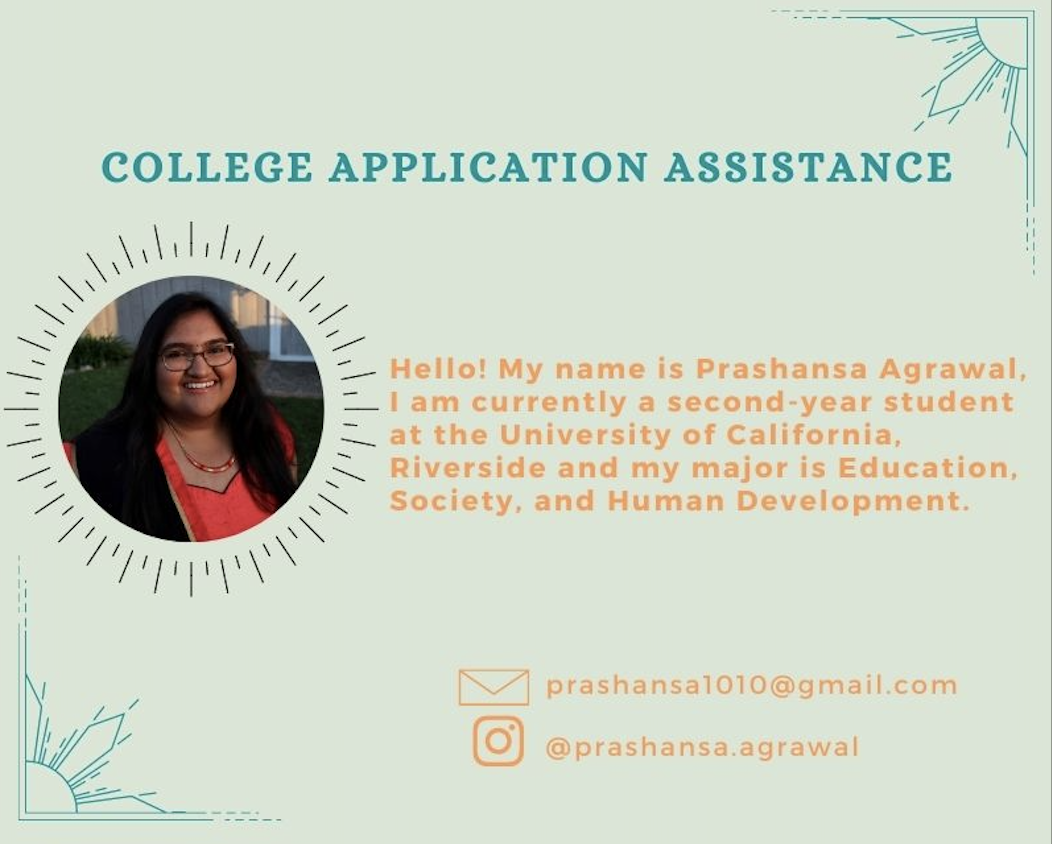 COLLEGE APPLICATION ASSISTANCE
Hello! My name is Prashansa Agrawal,
I am currently a second-year student
at the University of California,
Riverside and my major is Education,
Society, and Human Development.
prashansa1010@gmail.com
@prashansa.agrawal